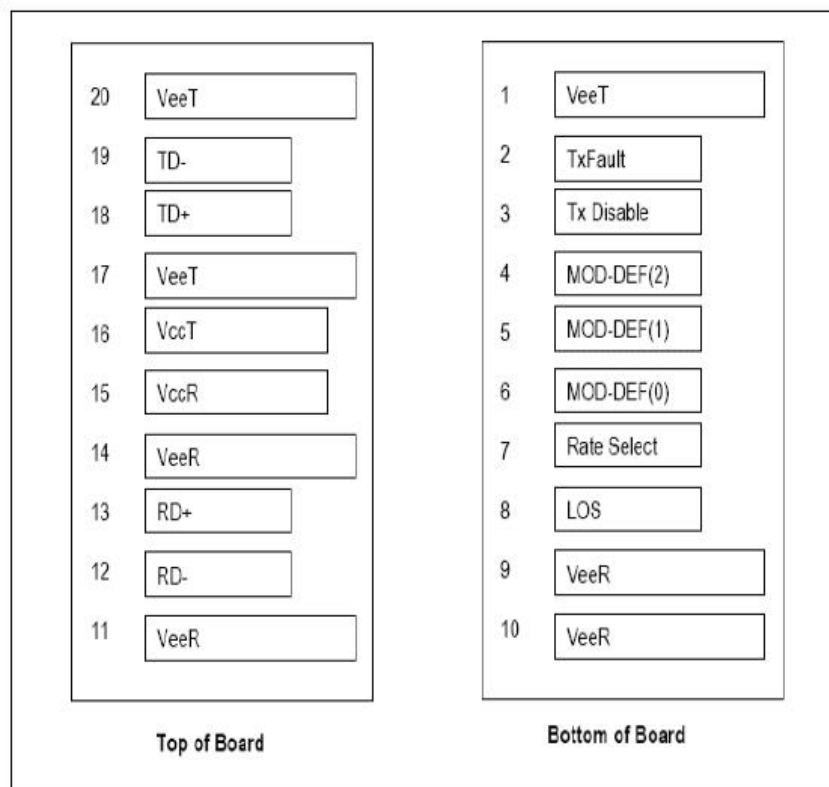 20 VeeT
19 TD-
18 TD+
17 VeeT
16 VccT
15 VccR
14 VeeR
13 RD+
12 RD-
11 VeeR
Top of Board
1 VeeT
2 TxFault
3 Tx Disable
4 MOD-DEF(2)
5 MOD-DEF(1)
6 MOD-DEF(0)
7 Rate Select
8 LOS
9 VeeR
10 VeeR
Bottom of Board